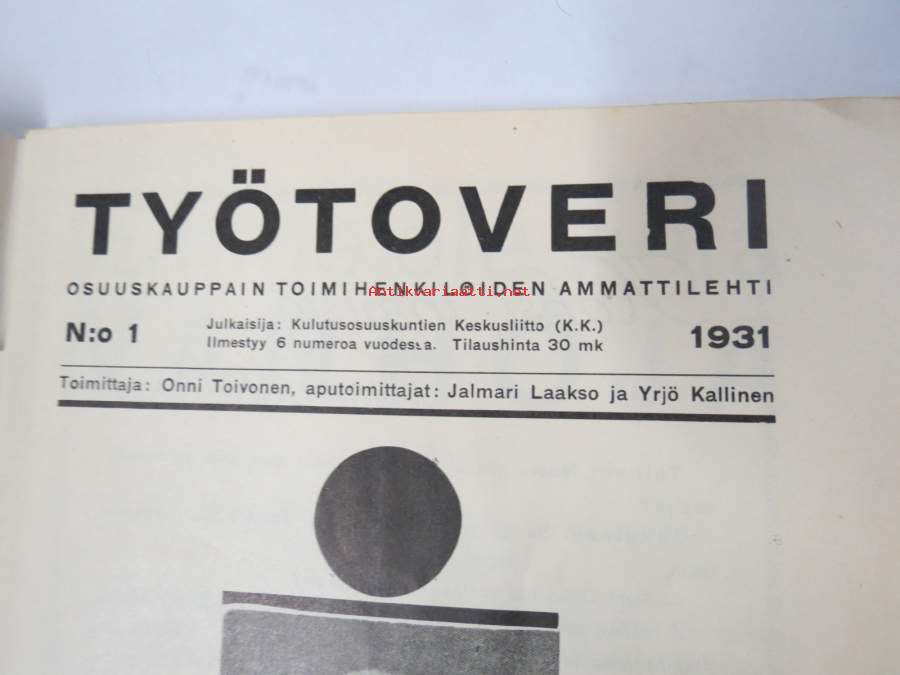 TYÖTOVERI
OSUUSKAUPPAIN TOIMIHENKILÖIDEN AMMATTILEHTI
Antikvariaatti.net
N:o 1
Julkaisija: Kulutusosuuskuntien Keskusliitto (K.K.)
Ilmestyy 6 numeroa vuodessa. Tilaushinta 30 mk
1931
Toimittaja: Onni Toivonen, aputoimittajat: Jalmari Laakso ja Yrjö Kallinen